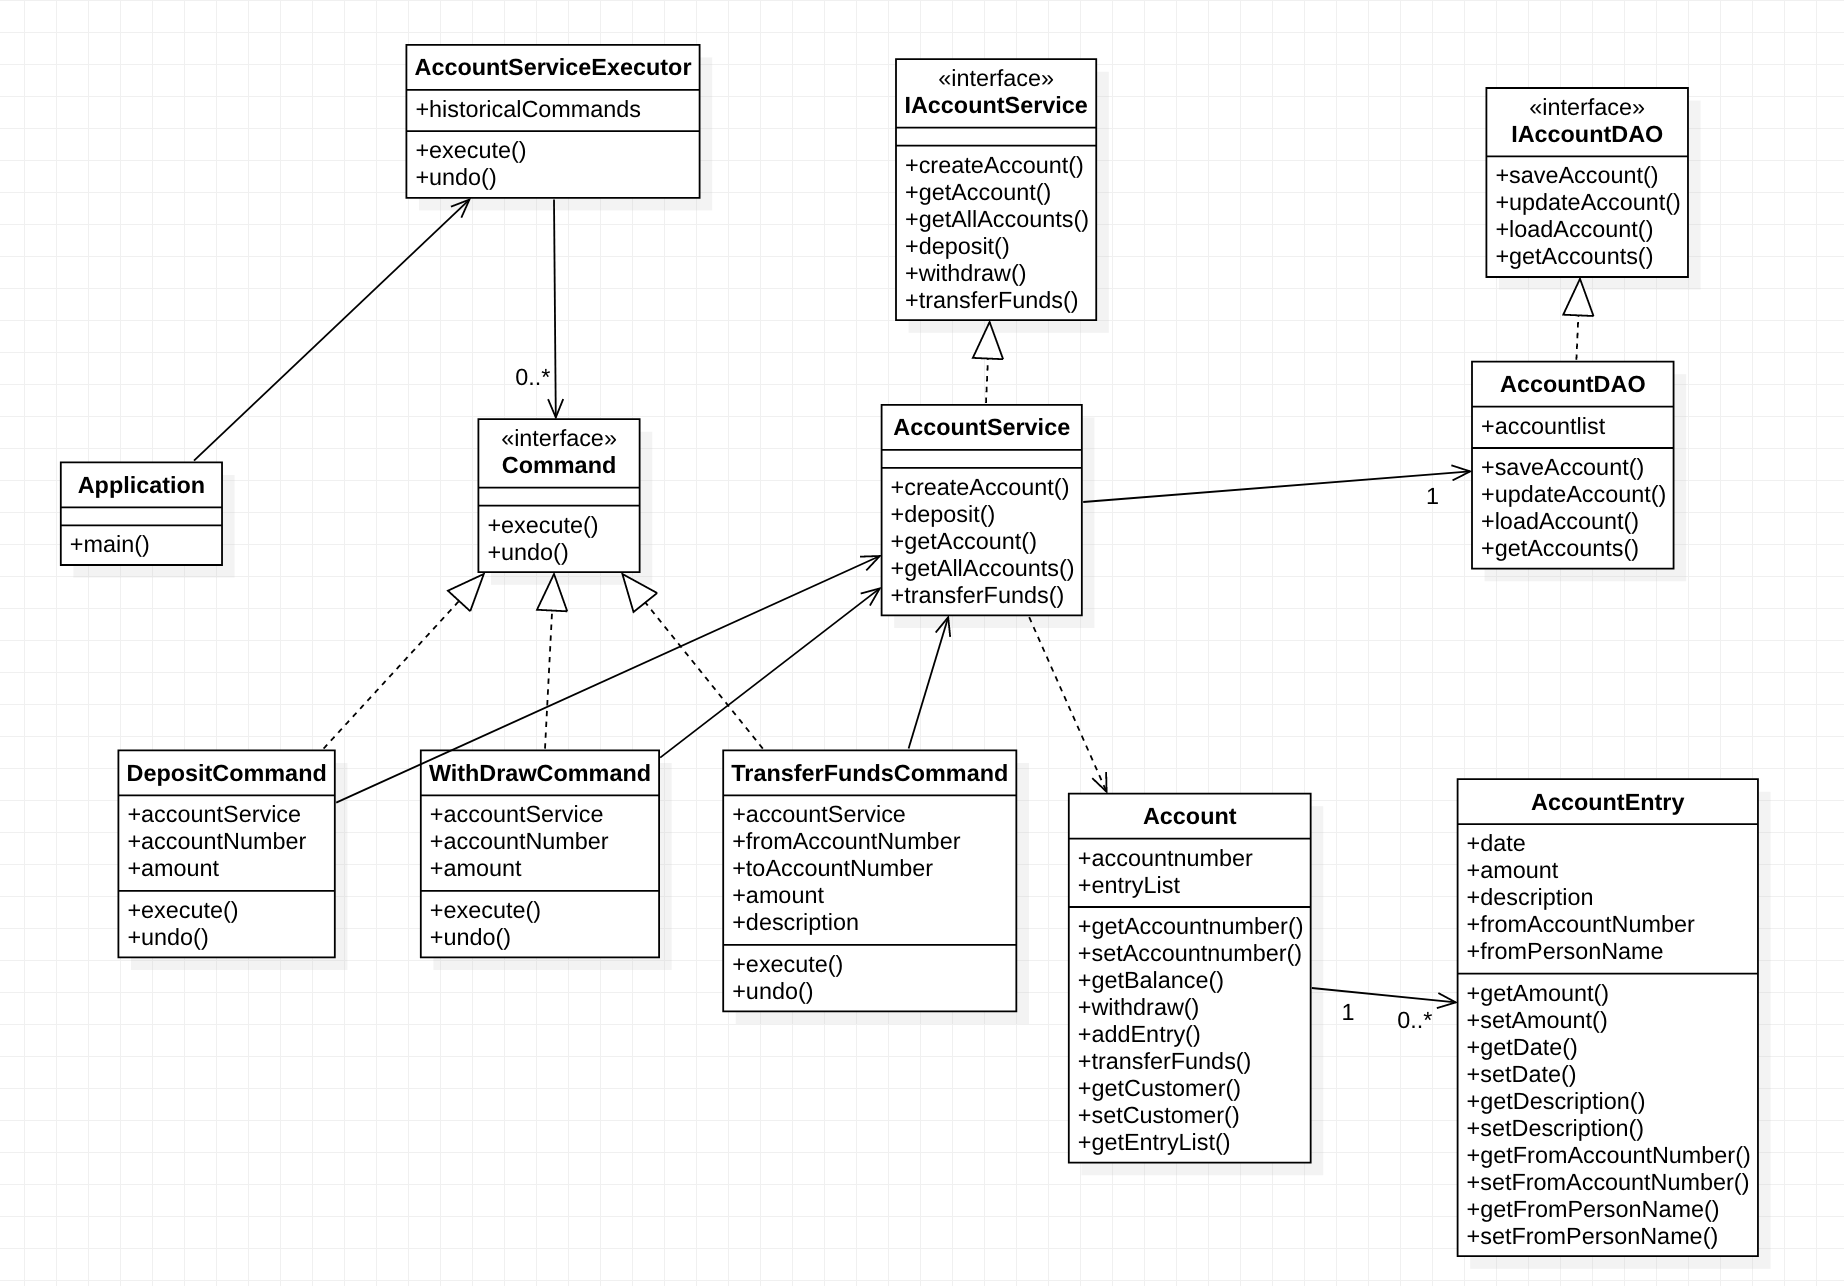 AccountServiceExecutor
+historicalCommands
+execute()
+undo()
«interface»
IAccountService
+createAccount()
+getAccount()
+getAllAccounts()
+deposit()
+withdraw()
+transferFunds()
«interface»
IAccountDAO
+saveAccount()
+updateAccount()
+loadAccount()
+getAccounts()
0..*
Application
+main()
«interface»
Command
+execute()
+undo()
AccountService
+createAccount()
+deposit()
+getAccount()
+getAllAccounts()
+transferFunds()
1
AccountDAO
+accountlist
+saveAccount()
+updateAccount()
+loadAccount()
+getAccounts()
DepositCommand
+accountService
+accountNumber
+amount
+execute()
+undo()
WithDrawCommand
+accountService
+accountNumber
+amount
+execute()
+undo()
TransferFundsCommand
+accountService
+fromAccountNumber
+toAccountNumber
+amount
+description
+execute()
+undo()
Account
+accountnumber
+entryList
+getAccountnumber()
+setAccountnumber()
+getBalance()
+withdraw()
+addEntry()
+transferFunds()
+getCustomer()
+setCustomer()
+getEntryList()
1
0..*
AccountEntry
+date
+amount
+description
+fromAccountNumber
+fromPersonName
+getAmount()
+setAmount()
+getDate()
+setDate()
+getDescription()
+setDescription()
+getFromAccountNumber()
+setFromAccountNumber()
+getFromPersonName()
+setFromPersonName()